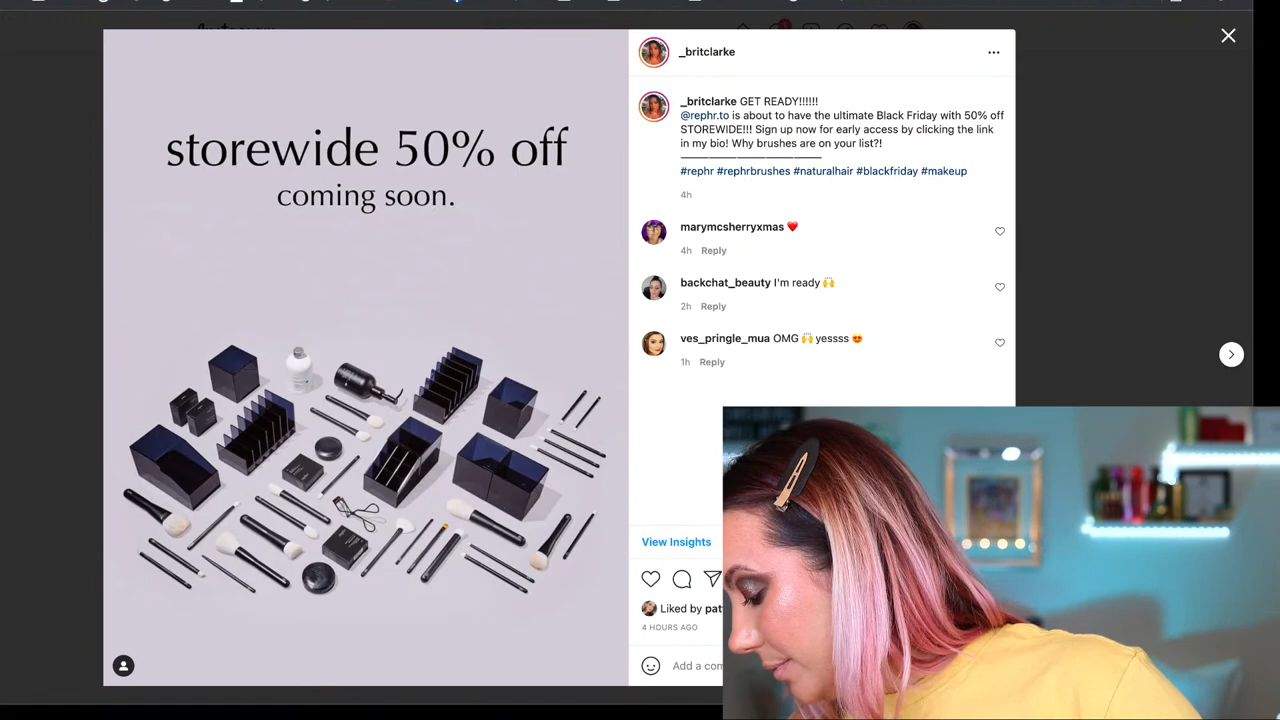 _britclarke
storewide 50% off
coming soon.
_britclarke GET READY!!!!!!
@rephr.to is about to have the ultimate Black Friday with 50% off
STOREWIDE!!! Sign up now for early access by clicking the link
in my bio! Why brushes are on your list?!
#rephr #rephrbrushes #naturalhair #blackfriday #makeup
4h
marymcsherryxmas ❤️
4h Reply
backchat_beauty I'm ready 🙌
2h Reply
ves_pringle_mua OMG 🙌 yessss 😍
1h Reply
View Insights
Liked by pat
4 HOURS AGO
Add a com